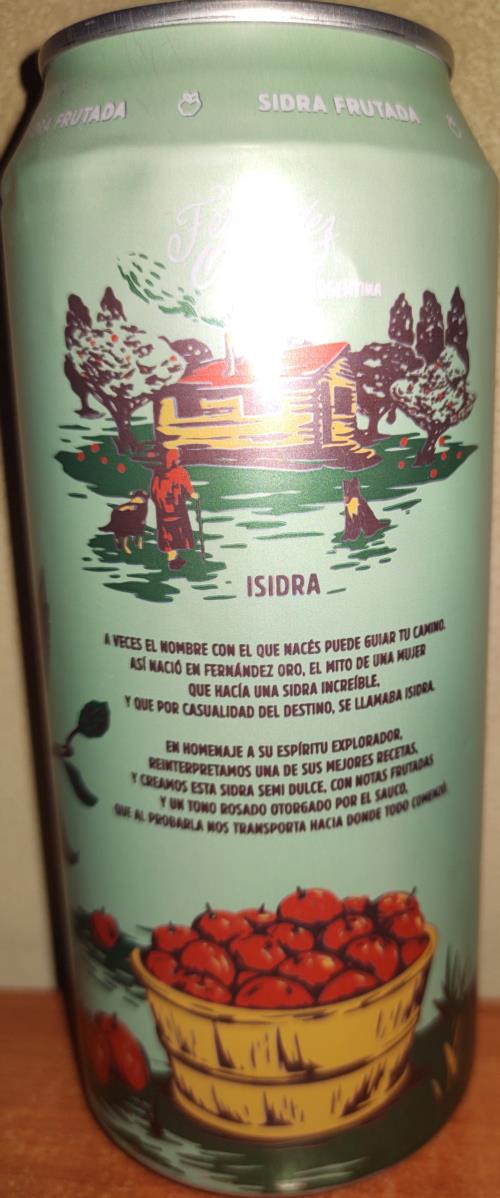 FRUTADA
SIDRA FRUTADA
ARGENTINA
ISIDRA
A VECES EL NOMBRE CON EL QUE NACÉS PUEDE GUIAR TU CAMINO.
ASÍ NACIÓ EN FERNÁNDEZ ORO, EL MITO DE UNA MUJER
QUE HACÍA UNA SIDRA INCREÍBLE,
Y QUE POR CASUALIDAD DEL DESTINO, SE LLAMABA ISIDRA.
EN HOMENAJE A SU ESPÍRITU EXPLORADOR,
REINTERPRETAMOS UNA DE SUS MEJORES RECETAS,
Y CREAMOS ESTA SIDRA SEMI DULCE, CON NOTAS FRUTADAS
Y UN TONO ROSADO OTORGADO POR EL SAUCO,
QUE AL PROBARLA NOS TRANSPORTA HACIA DONDE TODO COMENZÓ.